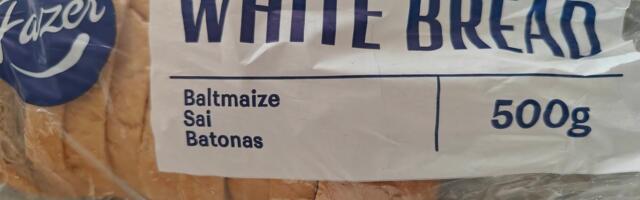 Fazer
WHITE BREAD
Baltmaize
Sai
Batonas
500g